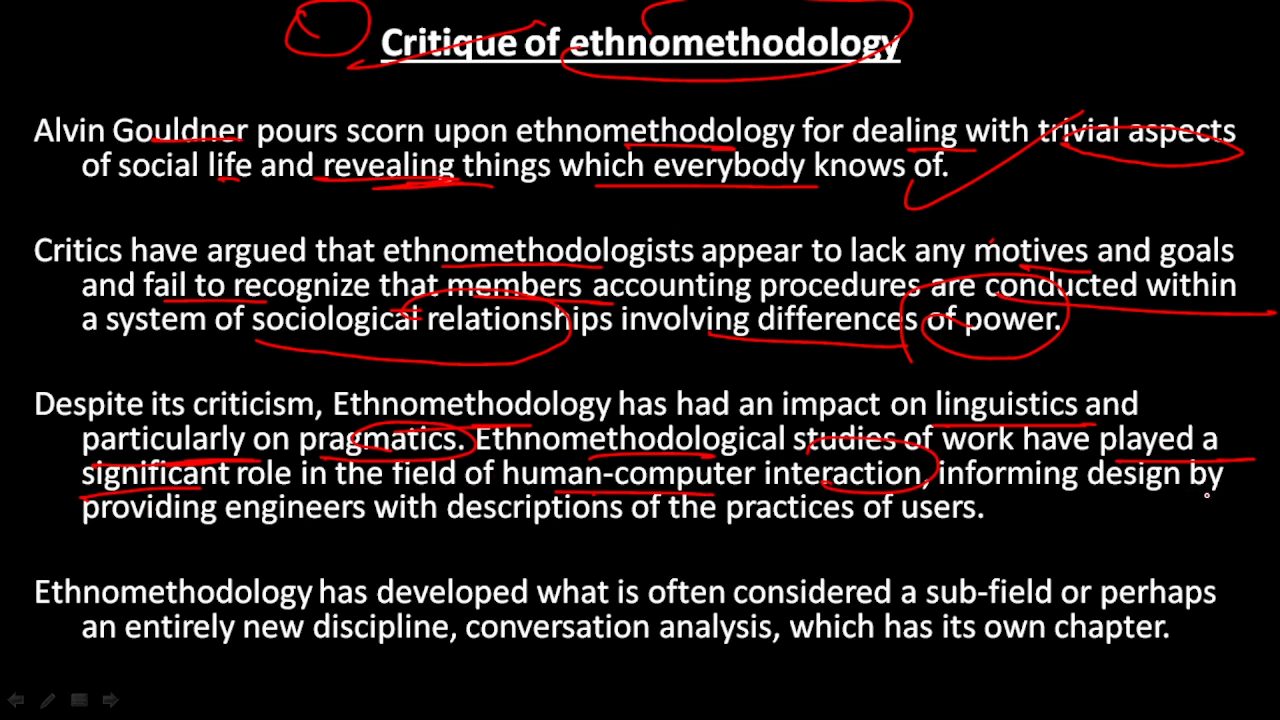 Critique of ethnomethodology
Alvin Gouldner pours scorn upon ethnomethodology for dealing with trivial aspects
of social life and revealing things which everybody knows of.
Critics have argued that ethnomethodologists appear to lack any motives and goals
and fail to recognize that members accounting procedures are conducted within
a system of sociological relationships involving differences of power.
Despite its criticism, Ethnomethodology has had an impact on linguistics and
particularly on pragmatics. Ethnomethodological studies of work have played a
significant role in the field of human-computer interaction, informing design by
providing engineers with descriptions of the practices of users.
Ethnomethodology has developed what is often considered a sub-field or perhaps
an entirely new discipline, conversation analysis, which has its own chapter.